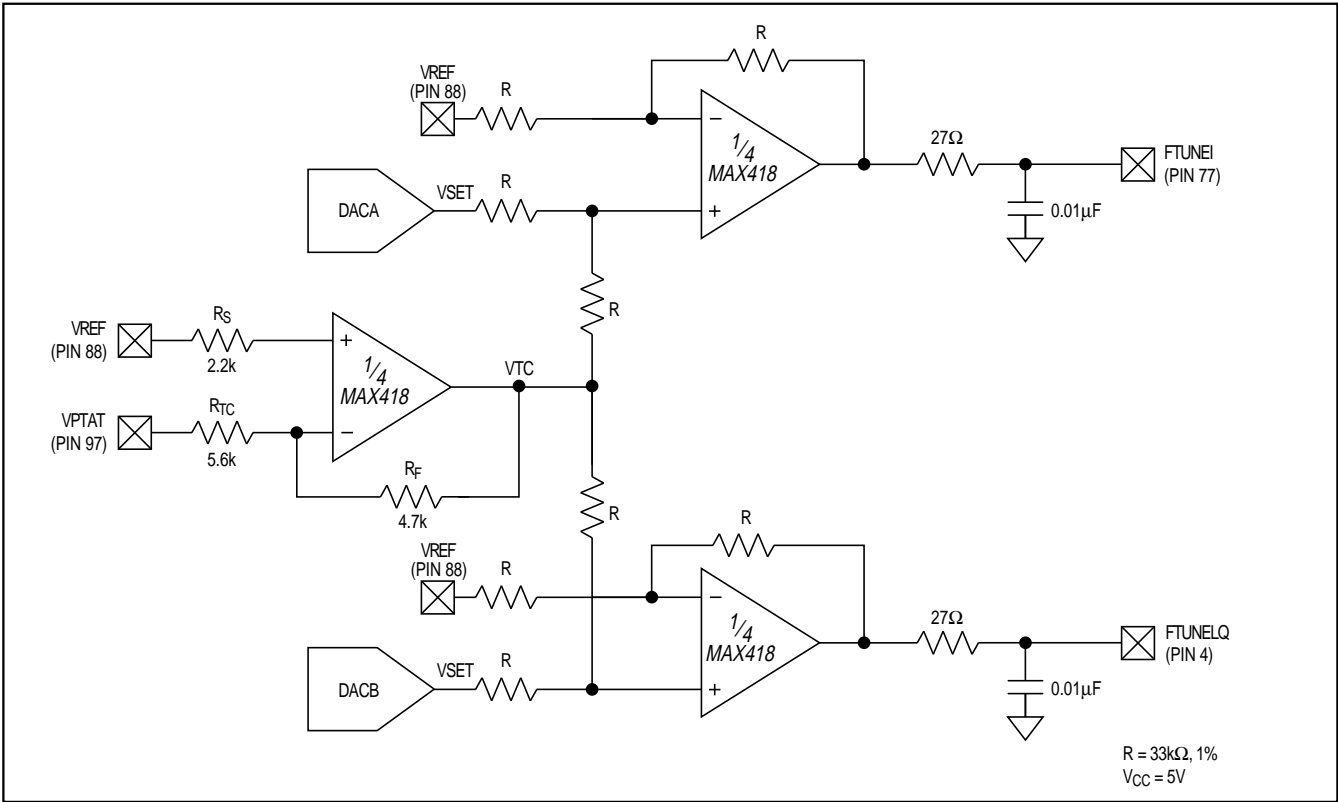 R
VREF
(PIN 88)
R
−
1/4
MAX418
27Ω
FTUNEI
(PIN 77)
0.01μF
DACA
VSET
R
+
R
VREF
(PIN 88)
RS
2.2k
+
1/4
MAX418
VTC
VPTAT
(PIN 97)
RTC
5.6k
−
RF
4.7k
R
R
VREF
(PIN 88)
R
−
1/4
MAX418
27Ω
FTUNELQ
(PIN 4)
0.01μF
DACB
VSET
R
+
R = 33kΩ, 1%
VCC = 5V